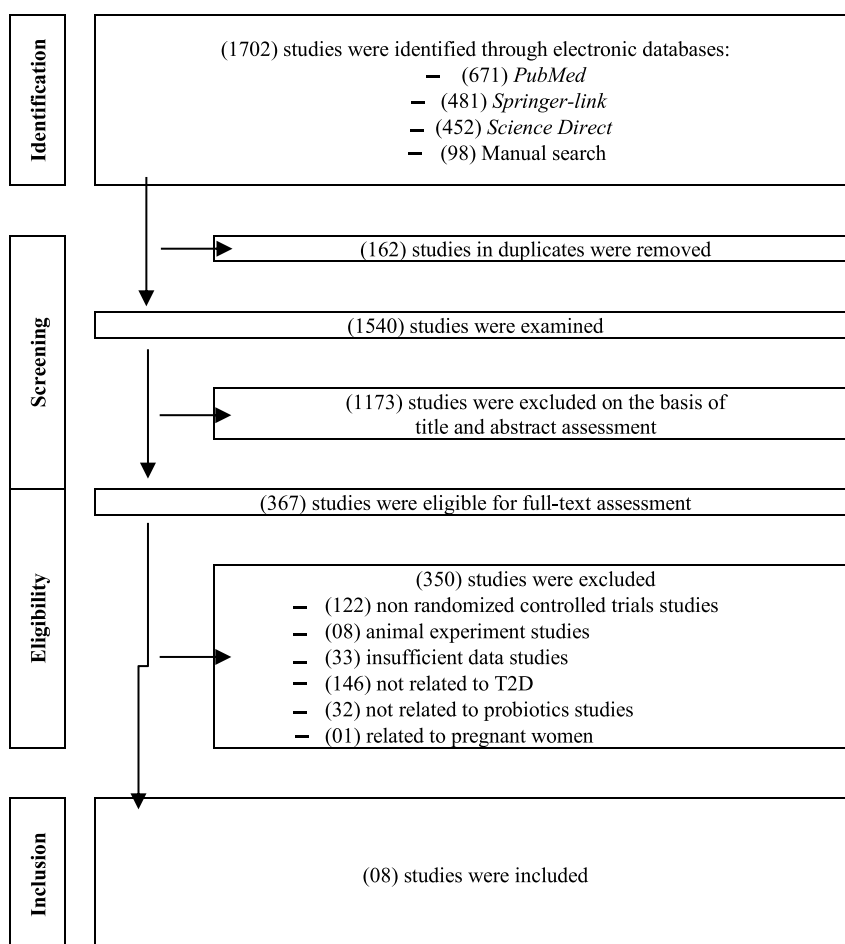 Identification
(1702) studies were identified through electronic databases:
– (671) PubMed
– (481) Springer-link
– (452) Science Direct
– (98) Manual search
Screening
(162) studies in duplicates were removed
(1540) studies were examined
(1173) studies were excluded on the basis of
title and abstract assessment
Eligibility
(367) studies were eligible for full-text assessment
(350) studies were excluded
– (122) non randomized controlled trials studies
– (08) animal experiment studies
– (33) insufficient data studies
– (146) not related to T2D
– (32) not related to probiotics studies
– (01) related to pregnant women
Inclusion
(08) studies were included